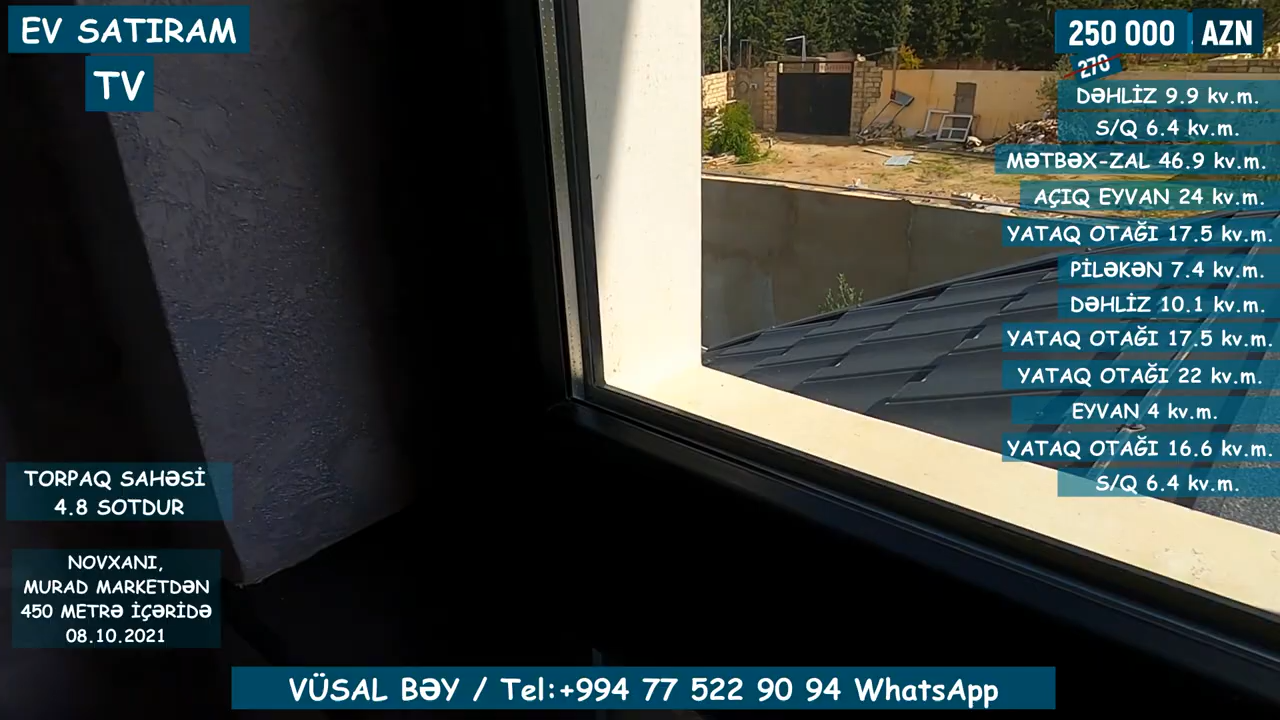 EV SATIRAM
TV
250 000 AZN
270
DƏHLİZ 9.9 kv.m.
S/Q 6.4 kv.m.
MƏTBƏX-ZAL 46.9 kv.m.
AÇIQ EYVAN 24 kv.m.
YATAQ OTAĞI 17.5 kv.m.
PİLƏKƏN 7.4 kv.m.
DƏHLİZ 10.1 kv.m.
YATAQ OTAĞI 17.5 kv.m.
YATAQ OTAĞI 22 kv.m.
EYVAN 4 kv.m.
YATAQ OTAĞI 16.6 kv.m.
S/Q 6.4 kv.m.
TORPAQ SAHƏSİ
4.8 SOTDUR
NOVXANI,
MURAD MARKETDƏN
450 METRƏ İÇƏRİDƏ
08.10.2021
VÜSAL BƏY / Tel:+994 77 522 90 94 WhatsApp